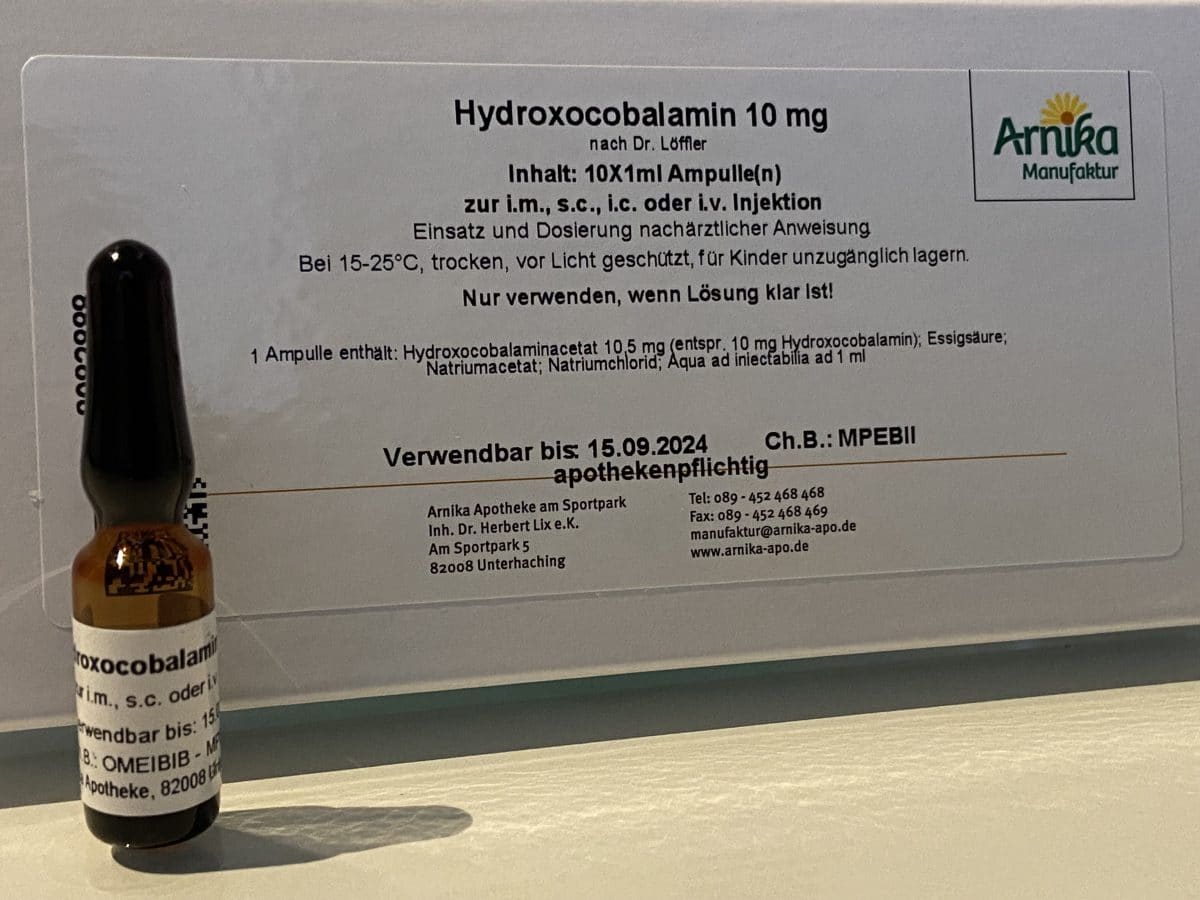 Hydroxocobalamin 10 mg
nach Dr. Löffler
Inhalt: 10X1ml Ampulle(n)
zur i.m., s.c., i.c. oder i.v. Injektion
Einsatz und Dosierung nachärztlicher Anweisung
Bei 15-25°C, trocken, vor Licht geschützt, für Kinder unzugänglich lagern.
Nur verwenden, wenn Lösung klar ist!
1 Ampulle enthält: Hydroxocobalaminacetat 10,5 mg (entspr. 10 mg Hydroxocobalamin); Essigsäure;
Natriumacetat; Natriumchlorid; Aqua ad iniectabilia ad 1 ml
Verwendbar bis: 15.09.2024 Ch.B.: MPEBII
apothekenpflichtig
Arnika Apotheke am Sportpark
Inh. Dr. Herbert Lix e.K.
Am Sportpark 5
82008 Unterhaching
Tel: 089 - 452 468 468
Fax: 089 - 452 468 469
manufaktur@arnika-apo.de
www.arnika-apo.de
Arnika
Manufaktur
roxocobalamin
i.m., s.c. oder i.v
wendbar bis: 15.
B.: OMEIBIB -
Apotheke, 82008